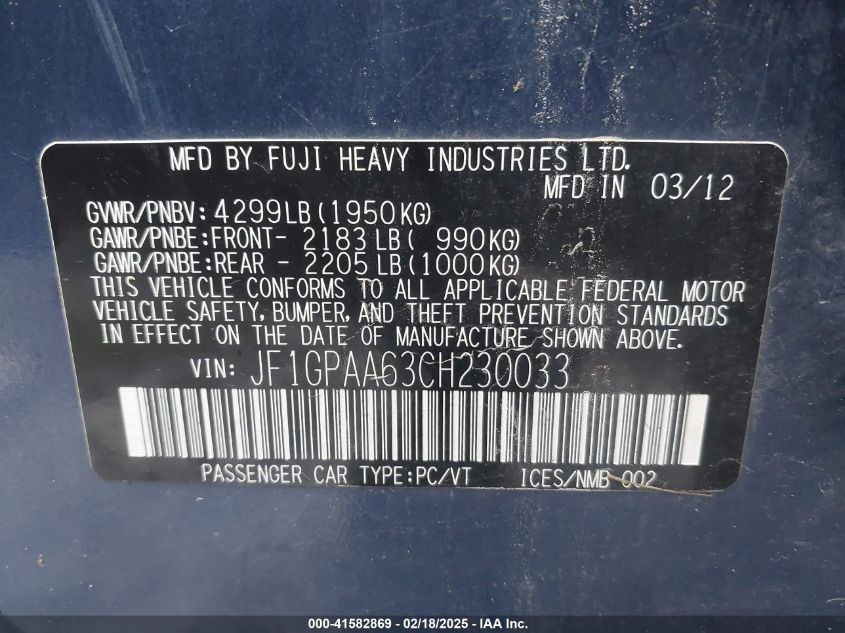 MFD BY FUJI HEAVY INDUSTRIES LTD.
MFD IN 03/12
GVWR/PNBV: 4299LB (1950KG)
GAWR/PNBE: FRONT- 2183LB ( 990KG)
GAWR/PNBE: REAR - 2205LB (1000KG)
THIS VEHICLE CONFORMS TO ALL APPLICABLE FEDERAL MOTOR
VEHICLE SAFETY, BUMPER, AND THEFT PREVENTION STANDARDS
IN EFFECT ON THE DATE OF MANUFACTURE SHOWN ABOVE.
VIN: JF1GPAA63CH230033
PASSENGER CAR TYPE:PC/VT ICES/NMB-002
000-41582869 - 02/18/2025 - IAA Inc.